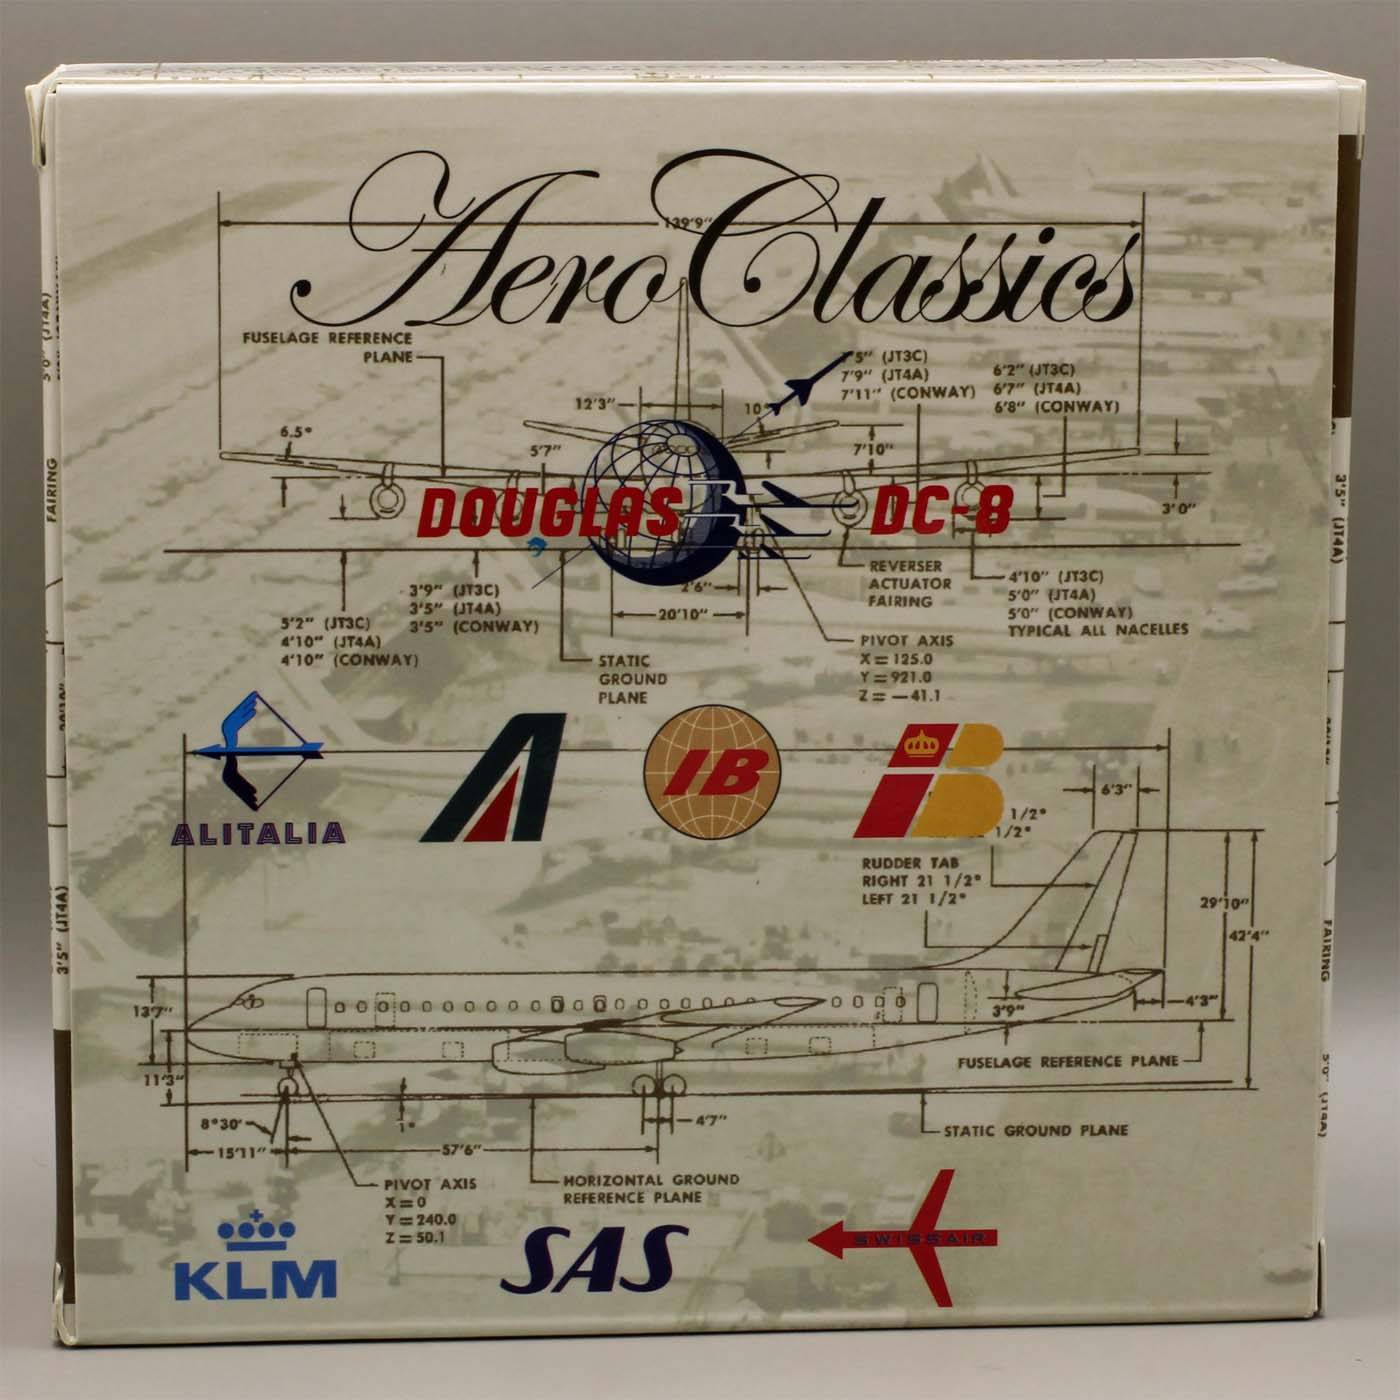 AeroClassics
139'9"
FUSELAGE REFERENCE
PLANE
12'3"
10°
7'5" (JT3C)
7'9" (JT4A)
7'11" (CONWAY)
6'2" (JT3C)
6'7" (JT4A)
6'8" (CONWAY)
6.5°
5'7"
7'10"
DOUGLAS
DC-8
3'0"
REVERSER
ACTUATOR
FAIRING
4'10" (JT3C)
5'0" (JT4A)
5'0" (CONWAY)
TYPICAL ALL NACELLES
3'9" (JT3C)
3'5" (JT4A)
3'5" (CONWAY)
2'6"
20'10"
5'2" (JT3C)
4'10" (JT4A)
4'10" (CONWAY)
STATIC
GROUND
PLANE
PIVOT AXIS
X = 125.0
Y = 921.0
Z = —41.1
ALITALIA
A
IB
IB
6'3"
1/2°
1/2°
RUDDER TAB
RIGHT 21 1/2°
LEFT 21 1/2°
29'10"
42'4"
13'7"
3'9"
4'3"
FUSELAGE REFERENCE PLANE
11'3"
8°30'
1°
4'7"
STATIC GROUND PLANE
15'11"
57'6"
PIVOT AXIS
X = 0
Y = 240.0
Z = 50.1
HORIZONTAL GROUND
REFERENCE PLANE
KLM
SAS
SWISSAIR
FAIRING
3'5" (JT4A)
3'5" (JT4A)
FAIRING